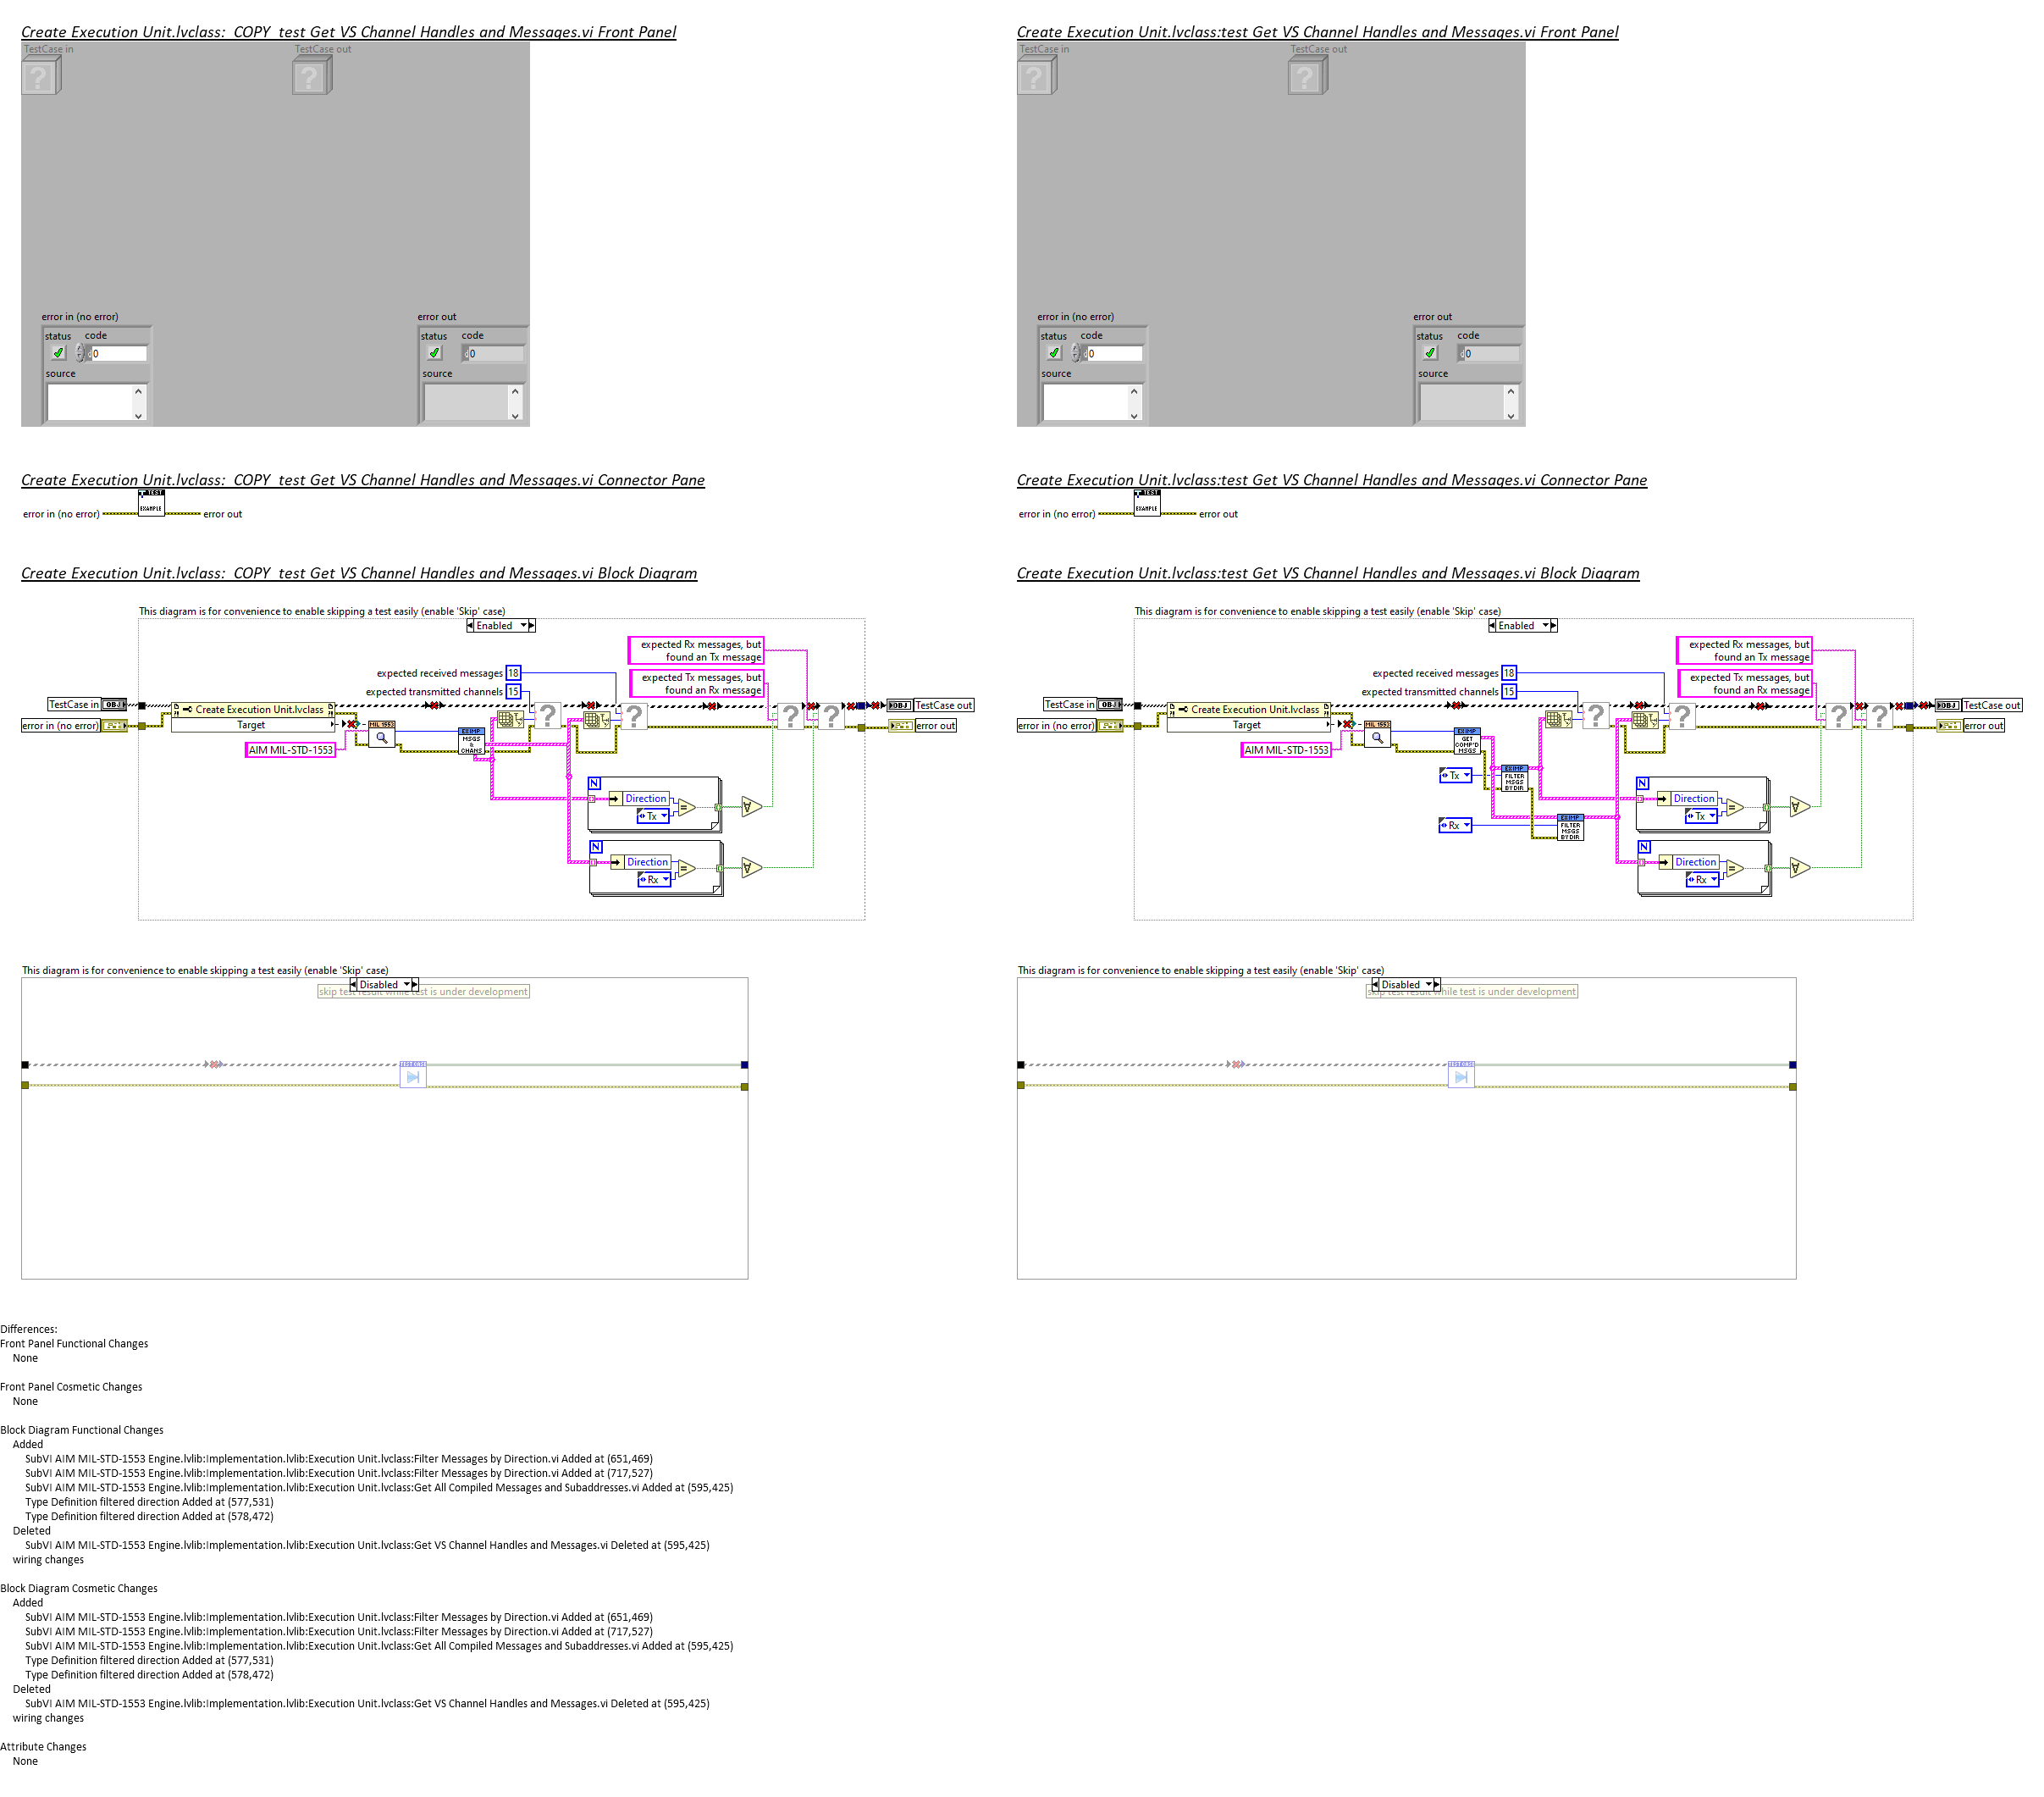 Create Execution Unit.lvclass:  COPY  test Get VS Channel Handles and Messages.vi Front Panel
TestCase in
TestCase out
?
?
error in (no error)
status
code
0
source
error out
status
code
0
source
Create Execution Unit.lvclass:test Get VS Channel Handles and Messages.vi Front Panel
TestCase in
TestCase out
?
?
error in (no error)
status
code
0
source
error out
status
code
0
source
Create Execution Unit.lvclass:  COPY  test Get VS Channel Handles and Messages.vi Connector Pane
TEST
EXAMPLE
error in (no error)
error out
Create Execution Unit.lvclass:test Get VS Channel Handles and Messages.vi Connector Pane
TEST
EXAMPLE
error in (no error)
error out
Create Execution Unit.lvclass:  COPY  test Get VS Channel Handles and Messages.vi Block Diagram
This diagram is for convenience to enable skipping a test easily (enable 'Skip' case)
Enabled
expected Rx messages, but
found an Tx message
expected received messages
18
expected Tx messages, but
found an Rx message
expected transmitted channels
15
TestCase in
OBJ
Create Execution Unit.lvclass
?
?
?
?
OBJ
TestCase out
error in (no error)
Target
MIL 1553
EXIMP
MSGS
&
CHANS
error out
AIM MIL-STD-1553
N
Direction
=
Tx
∀
N
Direction
=
Rx
∀
Create Execution Unit.lvclass:test Get VS Channel Handles and Messages.vi Block Diagram
This diagram is for convenience to enable skipping a test easily (enable 'Skip' case)
Enabled
expected Rx messages, but
found an Tx message
expected received messages
18
expected Tx messages, but
found an Rx message
expected transmitted channels
15
TestCase in
OBJ
Create Execution Unit.lvclass
?
?
?
?
OBJ
TestCase out
error in (no error)
Target
MIL 1553
EXIMP
GET
COMP'D
MSGS
error out
AIM MIL-STD-1553
Tx
EXIMP
FILTER
MSGS
BY DIR
N
Direction
=
Tx
∀
Rx
EXIMP
FILTER
MSGS
BY DIR
N
Direction
=
Rx
∀
This diagram is for convenience to enable skipping a test easily (enable 'Skip' case)
Disabled
skip test result while test is under development
This diagram is for convenience to enable skipping a test easily (enable 'Skip' case)
Disabled
skip test result while test is under development
Differences:
Front Panel Functional Changes
None
Front Panel Cosmetic Changes
None
Block Diagram Functional Changes
Added
SubVI AIM MIL-STD-1553 Engine.lvlib:Implementation.lvlib:Execution Unit.lvclass:Filter Messages by Direction.vi Added at (651,469)
SubVI AIM MIL-STD-1553 Engine.lvlib:Implementation.lvlib:Execution Unit.lvclass:Filter Messages by Direction.vi Added at (717,527)
SubVI AIM MIL-STD-1553 Engine.lvlib:Implementation.lvlib:Execution Unit.lvclass:Get All Compiled Messages and Subaddresses.vi Added at (595,425)
Type Definition filtered direction Added at (577,531)
Type Definition filtered direction Added at (578,472)
Deleted
SubVI AIM MIL-STD-1553 Engine.lvlib:Implementation.lvlib:Execution Unit.lvclass:Get VS Channel Handles and Messages.vi Deleted at (595,425)
wiring changes
Block Diagram Cosmetic Changes
Added
SubVI AIM MIL-STD-1553 Engine.lvlib:Implementation.lvlib:Execution Unit.lvclass:Filter Messages by Direction.vi Added at (651,469)
SubVI AIM MIL-STD-1553 Engine.lvlib:Implementation.lvlib:Execution Unit.lvclass:Filter Messages by Direction.vi Added at (717,527)
SubVI AIM MIL-STD-1553 Engine.lvlib:Implementation.lvlib:Execution Unit.lvclass:Get All Compiled Messages and Subaddresses.vi Added at (595,425)
Type Definition filtered direction Added at (577,531)
Type Definition filtered direction Added at (578,472)
Deleted
SubVI AIM MIL-STD-1553 Engine.lvlib:Implementation.lvlib:Execution Unit.lvclass:Get VS Channel Handles and Messages.vi Deleted at (595,425)
wiring changes
Attribute Changes
None